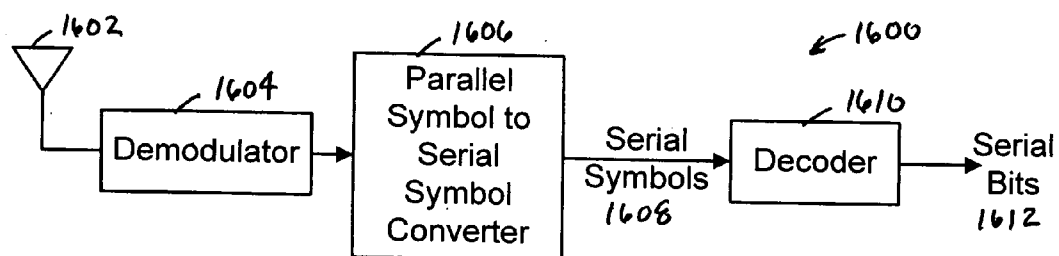 1602
1604
Demodulator
1606
Parallel
Symbol to
Serial
Symbol
Converter
Serial
Symbols
1608
1600
1610
Decoder
Serial
Bits
1612